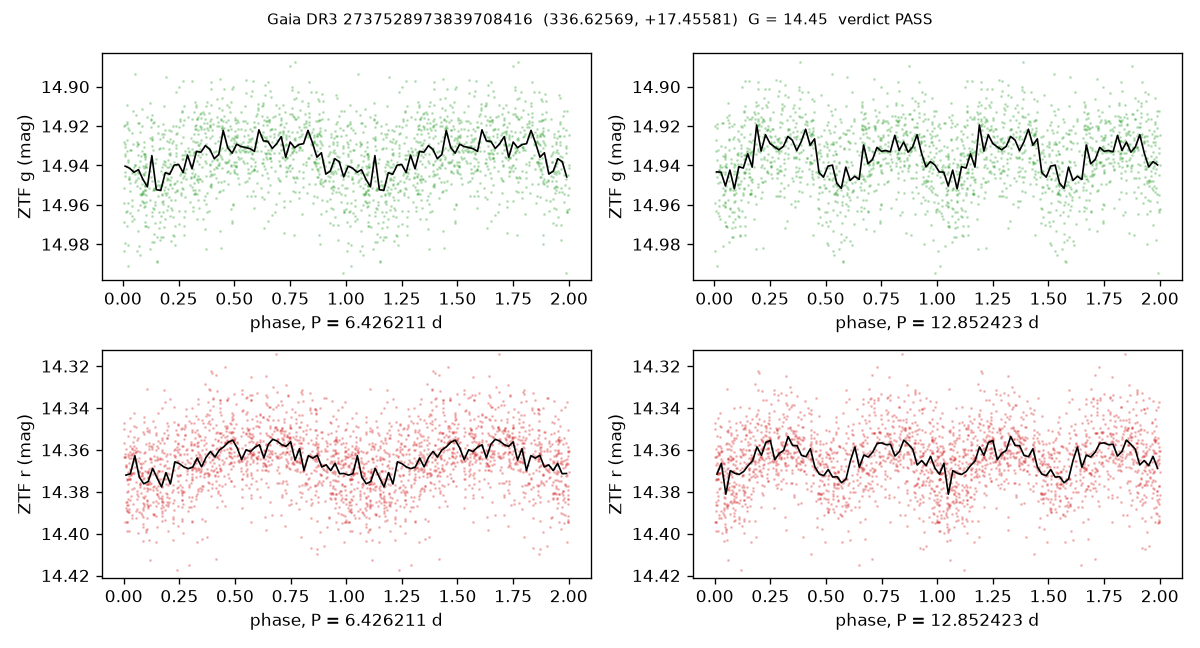 Gaia DR3 2737528973839708416  (336.62569, +17.45581)  G = 14.45  verdict PASS
ZTF g (mag)
14.90
14.92
14.94
14.96
14.98
0.00 0.25 0.50 0.75 1.00 1.25 1.50 1.75 2.00
phase, P = 6.426211 d
ZTF g (mag)
14.90
14.92
14.94
14.96
14.98
0.00 0.25 0.50 0.75 1.00 1.25 1.50 1.75 2.00
phase, P = 12.852423 d
ZTF r (mag)
14.32
14.34
14.36
14.38
14.40
14.42
0.00 0.25 0.50 0.75 1.00 1.25 1.50 1.75 2.00
phase, P = 6.426211 d
ZTF r (mag)
14.32
14.34
14.36
14.38
14.40
14.42
0.00 0.25 0.50 0.75 1.00 1.25 1.50 1.75 2.00
phase, P = 12.852423 d